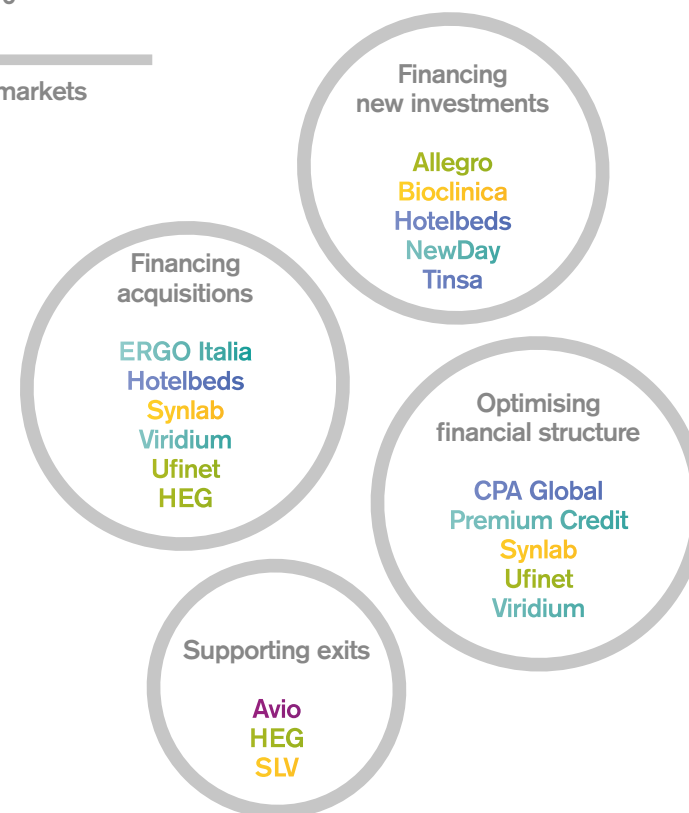 markets
Financing
new investments
Allegro
Bioclinica
Hotelbeds
NewDay
Tinsa
Financing
acquisitions
ERGO Italia
Hotelbeds
Synlab
Viridium
Ufinet
HEG
Optimising
financial structure
CPA Global
Premium Credit
Synlab
Ufinet
Viridium
Supporting exits
Avio
HEG
SLV